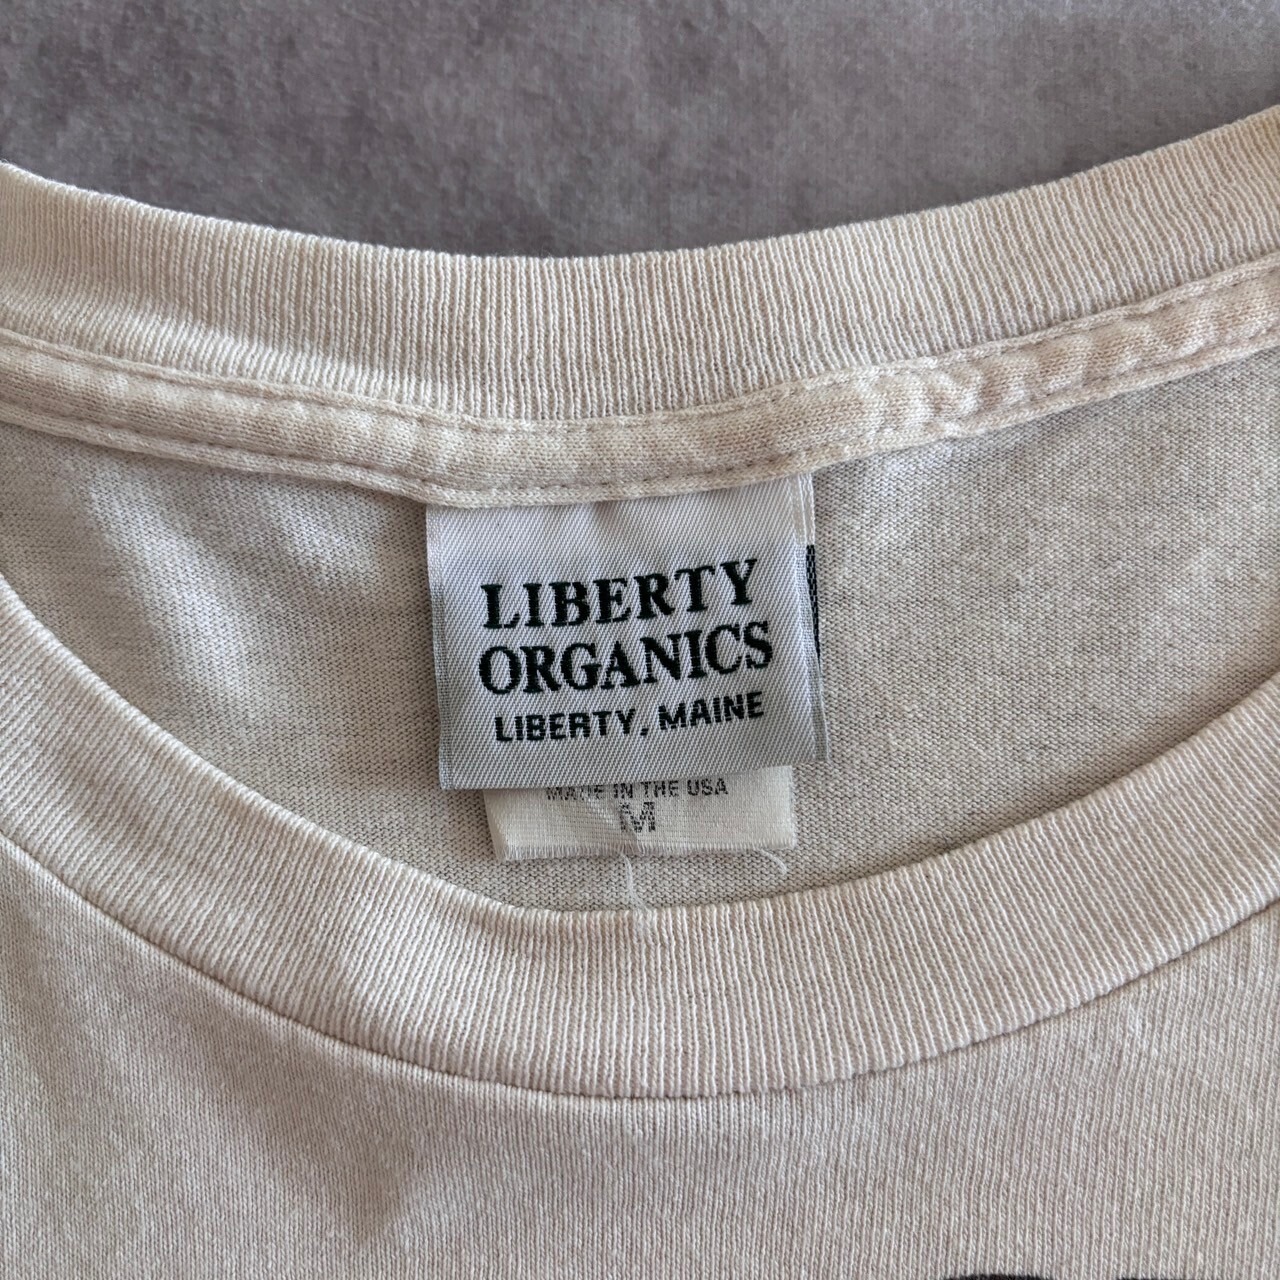 LIBERTY
ORGANICS
LIBERTY, MAINE
MADE IN THE USA
M